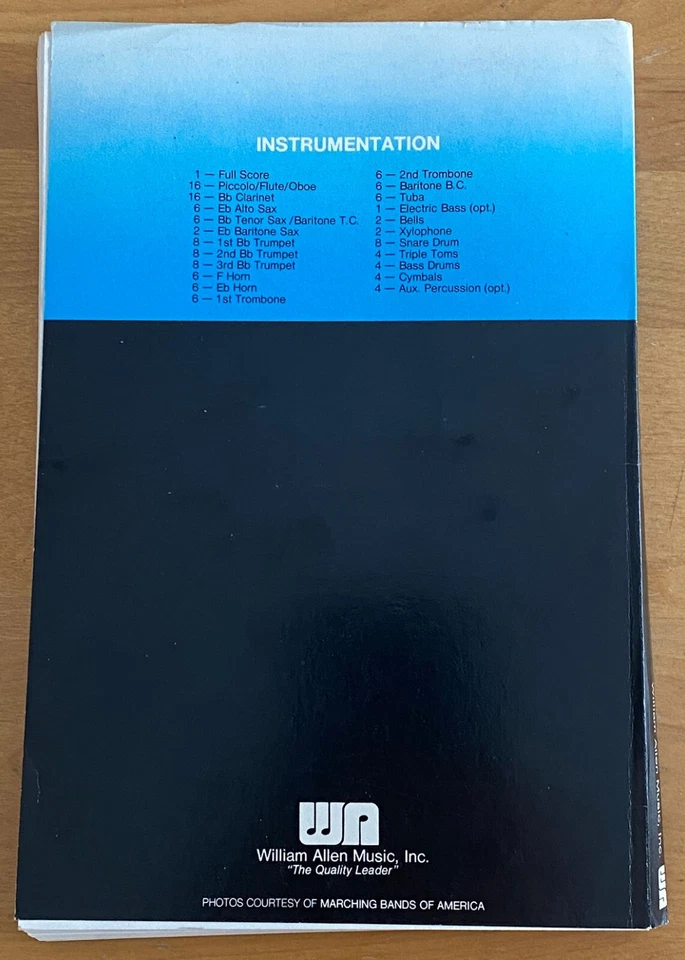 INSTRUMENTATION
1 — Full Score
16 — Piccolo/Flute/Oboe
16 — Bb Clarinet
6 — Eb Alto Sax
6 — Bb Tenor Sax/Baritone T.C.
2 — Eb Baritone Sax
8 — 1st Bb Trumpet
8 — 2nd Bb Trumpet
8 — 3rd Bb Trumpet
6 — F Horn
6 — Eb Horn
6 — 1st Trombone
6 — 2nd Trombone
6 — Baritone B.C.
6 — Tuba
1 — Electric Bass (opt.)
2 — Bells
2 — Xylophone
8 — Snare Drum
4 — Triple Toms
4 — Bass Drums
4 — Cymbals
4 — Aux. Percussion (opt.)
WA
William Allen Music, Inc.
"The Quality Leader"
PHOTOS COURTESY OF MARCHING BANDS OF AMERICA
William Allen Music, Inc.
WA